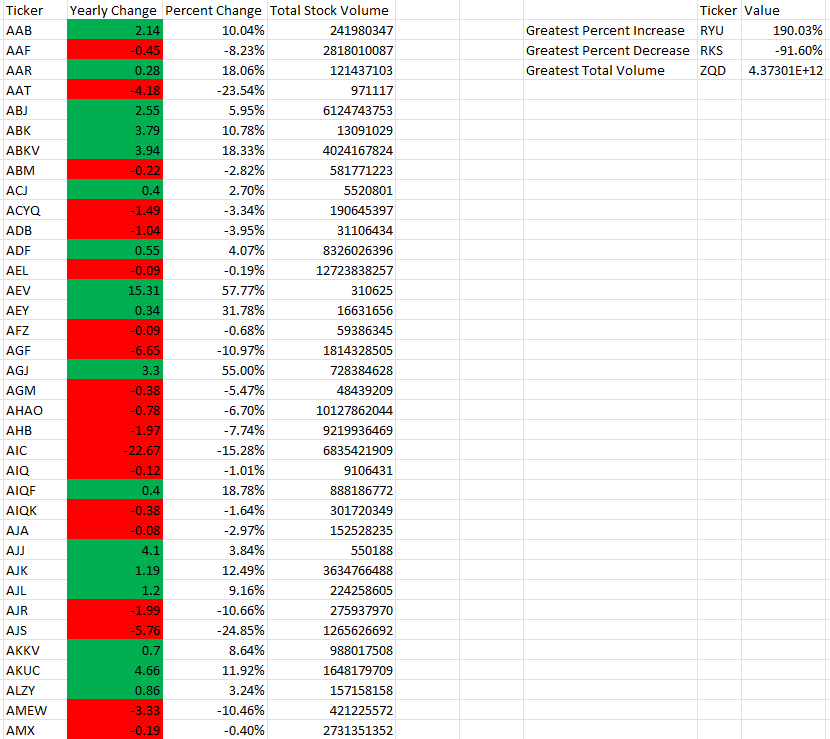 Ticker Yearly Change Percent Change Total Stock Volume Ticker Value
AAB 2.14 10.04% 241980347 Greatest Percent Increase RYU 190.03%
AAF -0.45 -8.23% 2818010087 Greatest Percent Decrease RKS -91.60%
AAR 0.28 18.06% 121437103 Greatest Total Volume ZQD 4.37301E+12
AAT -4.18 -23.54% 971117
ABJ 2.55 5.95% 6124743753
ABK 3.79 10.78% 13091029
ABKV 3.94 18.33% 4024167824
ABM -0.22 -2.82% 581771223
ACJ 0.4 2.70% 5520801
ACYQ -1.49 -3.34% 190645397
ADB -1.04 -3.95% 31106434
ADF 0.55 4.07% 8326026396
AEL -0.09 -0.19% 12723838257
AEV 15.31 57.77% 310625
AEY 0.34 31.78% 16631656
AFZ -0.09 -0.68% 59386345
AGF -6.65 -10.97% 1814328505
AGJ 3.3 55.00% 728384628
AGM -0.38 -5.47% 48439209
AHAO -0.78 -6.70% 10127862044
AHB -1.97 -7.74% 9219936469
AIC -22.67 -15.28% 6835421909
AIQ -0.12 -1.01% 9106431
AIQF 0.4 18.78% 888186772
AIQK -0.38 -1.64% 301720349
AJA -0.08 -2.97% 152528235
AJJ 4.1 3.84% 550188
AJK 1.19 12.49% 3634766488
AJL 1.2 9.16% 224258605
AJR -1.99 -10.66% 275937970
AJS -5.76 -24.85% 1265626692
AKKV 0.7 8.64% 988017508
AKUC 4.66 11.92% 1648179709
ALZY 0.86 3.24% 157158158
AMEW -3.33 -10.46% 421225572
AMX -0.19 -0.40% 2731351352